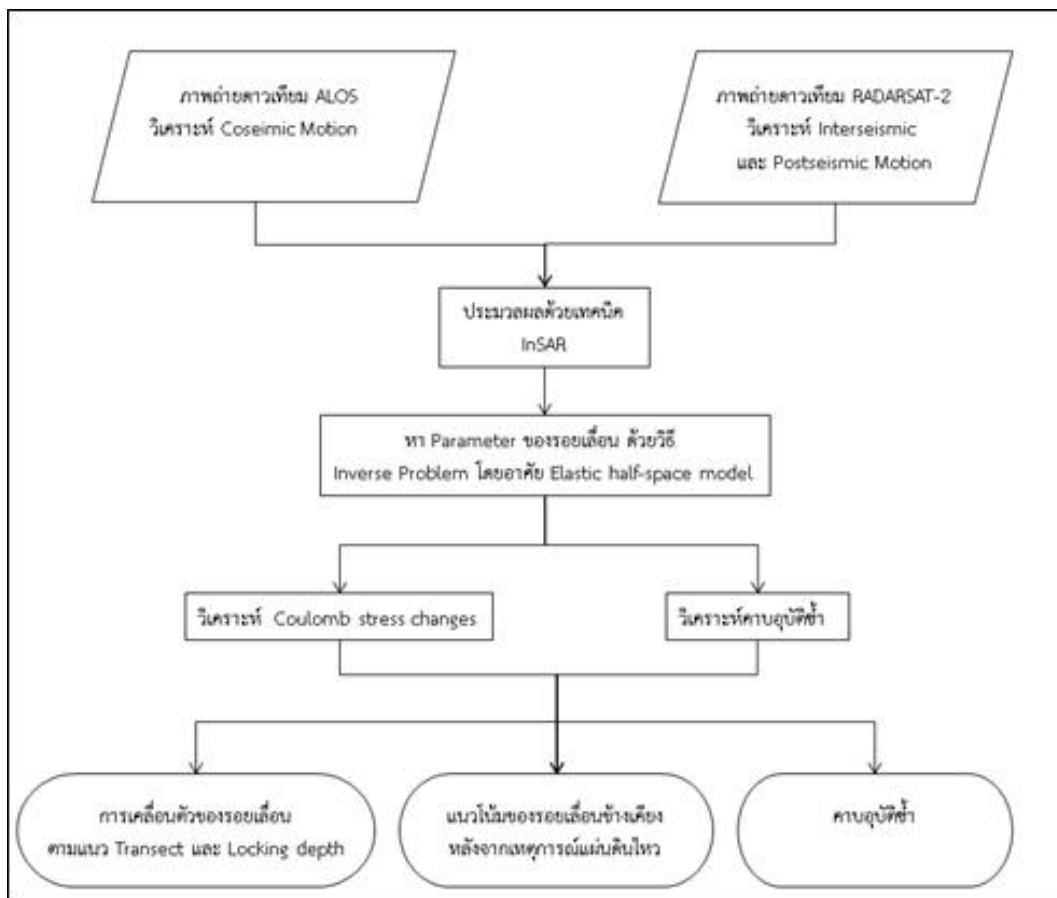 ภาพถ่ายดาวเทียม ALOS
วิเคราะห์ Coseimic Motion
ภาพถ่ายดาวเทียม RADARSAT-2
วิเคราะห์ Interseismic
และ Postseismic Motion
ประมวลผลด้วยเทคนิค
InSAR
หา Parameter ของรอยเลื่อน ด้วยวิธี
Inverse Problem โดยอาศัย Elastic half-space model
วิเคราะห์ Coulomb stress changes
วิเคราะห์คาบอุบัติซ้ำ
การเคลื่อนตัวของรอยเลื่อน
ตามแนว Transect และ Locking depth
แนวโน้มของรอยเลื่อนข้างเคียง
หลังจากเหตุการณ์แผ่นดินไหว
คาบอุบัติซ้ำ